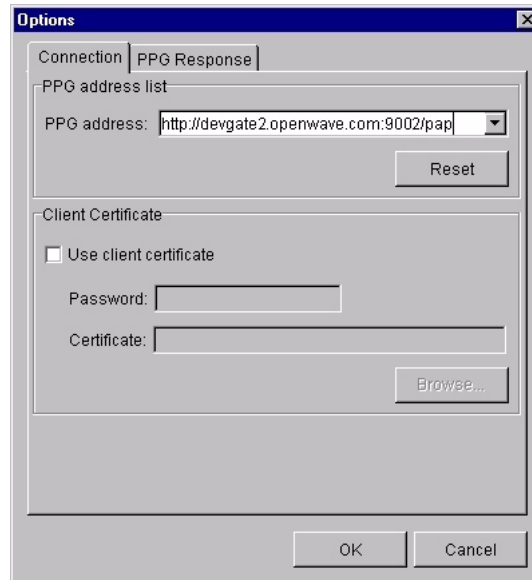 Options
Connection PPG Response
PPG address list
PPG address: http://devgate2.openwave.com:9002/pap
Reset
Client Certificate
Use client certificate
Password:
Certificate:
Browse...
OK Cancel